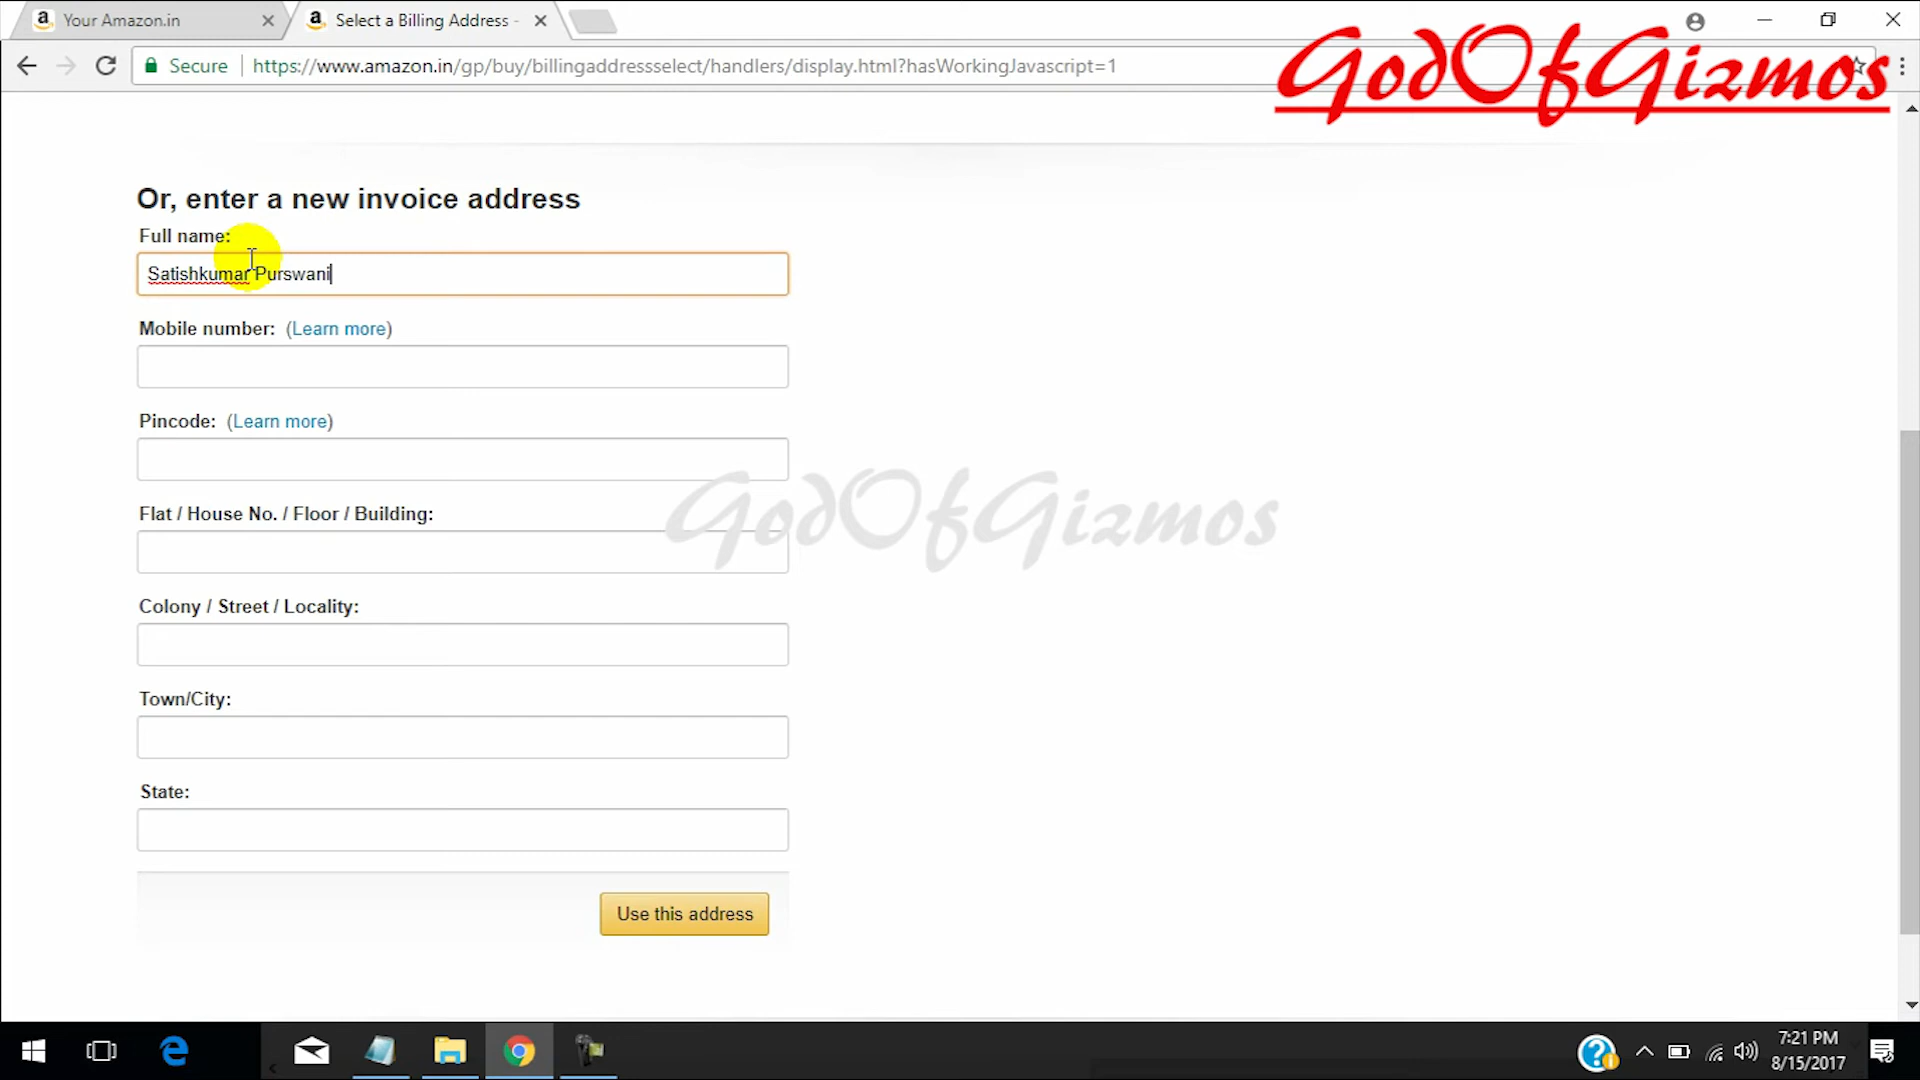 Your Amazon.in
Select a Billing Address -
Secure
https://www.amazon.in/gp/buy/billingaddressselect/handlers/display.html?hasWorkingJavascript=1
GodOfGizmos
Or, enter a new invoice address
Full name:
Satishkumar Purswani
Mobile number: (Learn more)
Pincode: (Learn more)
GodOfGizmos
Flat / House No. / Floor / Building:
Colony / Street / Locality:
Town/City:
State:
Use this address
7:21 PM
8/15/2017